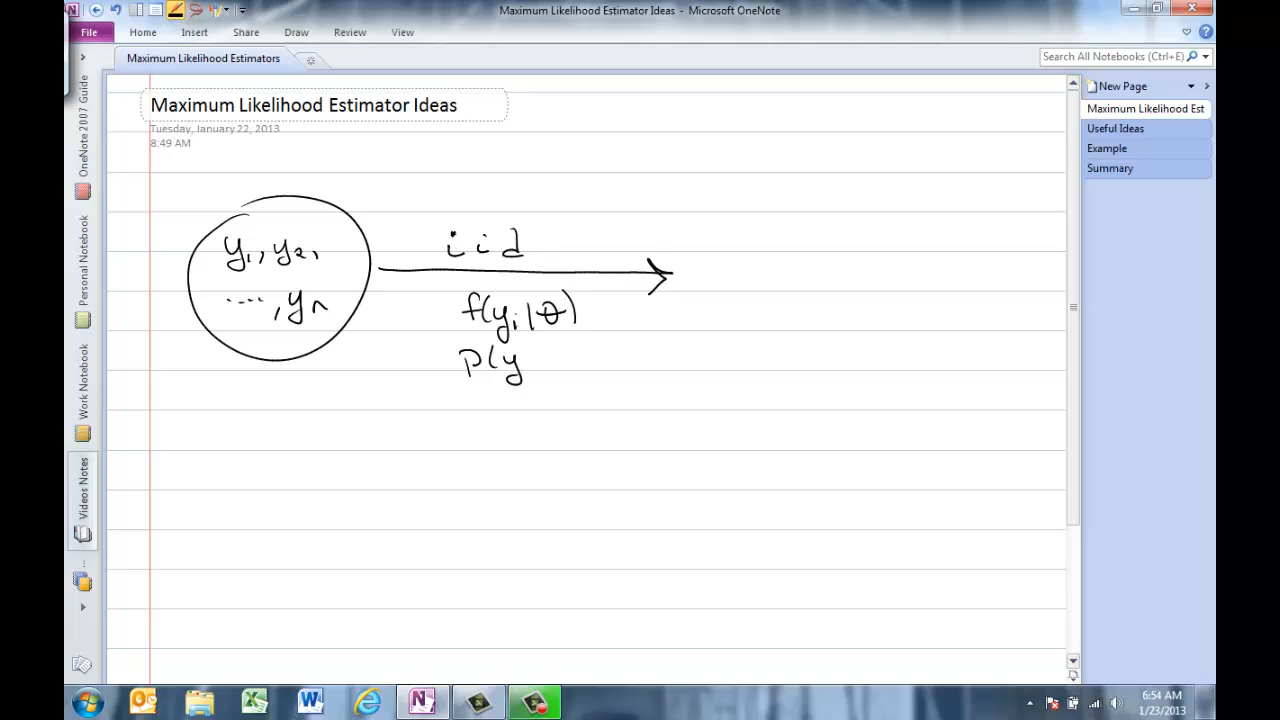 Maximum Likelihood Estimator Ideas - Microsoft OneNote
File Home Insert Share Draw Review View
Maximum Likelihood Estimators
Search All Notebooks (Ctrl+E)
New Page
Maximum Likelihood Est
Useful Ideas
Example
Summary
OneNote 2007 Guide
Personal Notebook
Work Notebook
Videos Notes
Maximum Likelihood Estimator Ideas
Tuesday, January 22, 2013
8:49 AM
y₁, y₂,
...., yₙ
iid
f(yᵢ|θ)
P(y
6:54 AM
1/23/2013